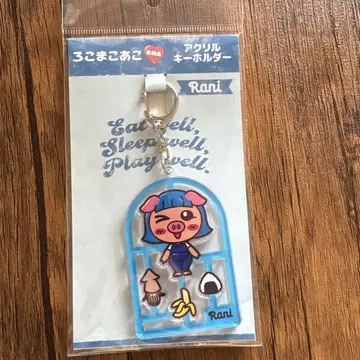 ろこまこあこ
アクリル
キーホルダー
Rani
Eat well,
Sleep well,
Play well.
Rani